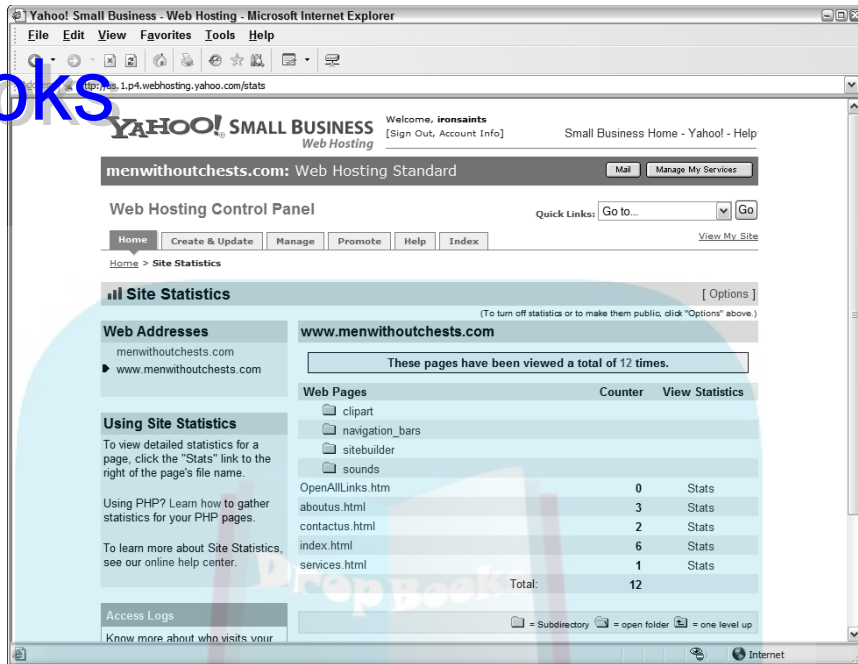 Yahoo! Small Business - Web Hosting - Microsoft Internet Explorer
File Edit View Favorites Tools Help
oks
.1.p4.webhosting.yahoo.com/stats
YAHOO! SMALL BUSINESS
Web Hosting
Welcome, ironsaints
[Sign Out, Account Info]
Small Business Home - Yahoo! - Help
menwithoutchests.com: Web Hosting Standard
Mail Manage My Services
Web Hosting Control Panel
Quick Links: Go to... Go
Home Create & Update Manage Promote Help Index
View My Site
Home > Site Statistics
Site Statistics [ Options ]
(To turn off statistics or to make them public, click "Options" above.)
Web Addresses
menwithoutchests.com
www.menwithoutchests.com
Using Site Statistics
To view detailed statistics for a
page, click the "Stats" link to the
right of the page's file name.
Using PHP? Learn how to gather
statistics for your PHP pages.
To learn more about Site Statistics,
see our online help center.
Access Logs
Know more about who visits your
www.menwithoutchests.com
These pages have been viewed a total of 12 times.
Web Pages Counter View Statistics
clipart
navigation_bars
sitebuilder
sounds
OpenAllLinks.htm 0 Stats
aboutus.html 3 Stats
contactus.html 2 Stats
index.html 6 Stats
services.html 1 Stats
Total: 12
= Subdirectory = open folder = one level up
DropBooks
Internet